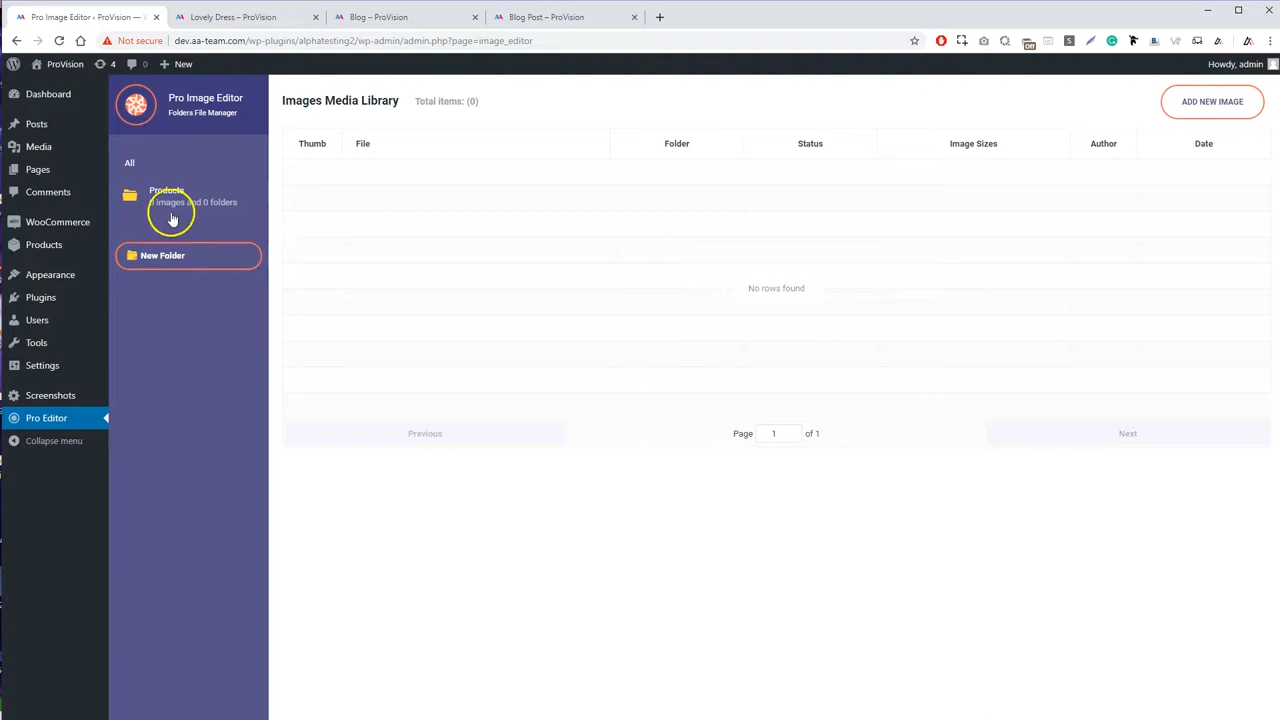 Pro Image Editor ‹ ProVision —
Lovely Dress – ProVision
Blog – ProVision
Blog Post – ProVision
Not secure
dev.aa-team.com/wp-plugins/alphatesting2/wp-admin/admin.php?page=image_editor
Off
ProVision
4
0
New
Howdy, admin
Dashboard
Posts
Media
Pages
Comments
WooCommerce
Products
Appearance
Plugins
Users
Tools
Settings
Screenshots
Pro Editor
Collapse menu
Pro Image Editor
Folders File Manager
All
Products
0 images and 0 folders
New Folder
Images Media Library
Total items: (0)
ADD NEW IMAGE
Thumb
File
Folder
Status
Image Sizes
Author
Date
No rows found
Previous
Page
1
of 1
Next